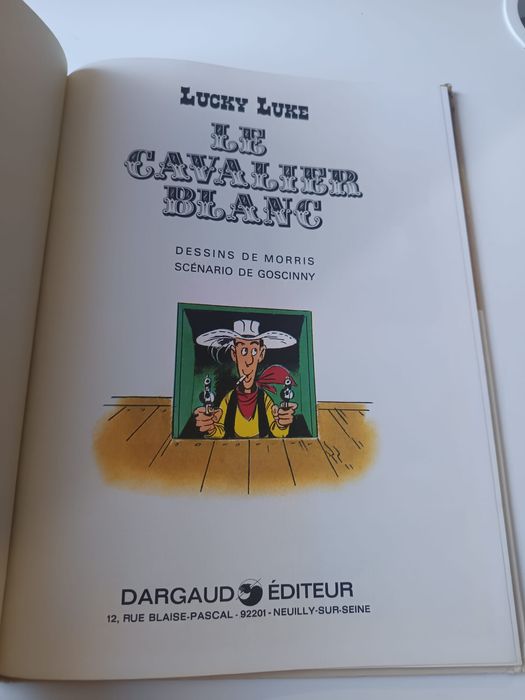 LUCKY LUKE
LE
CAVALIER
BLANC
DESSINS DE MORRIS
SCÉNARIO DE GOSCINNY
DARGAUD ÉDITEUR
12, RUE BLAISE-PASCAL - 92201 - NEUILLY-SUR-SEINE